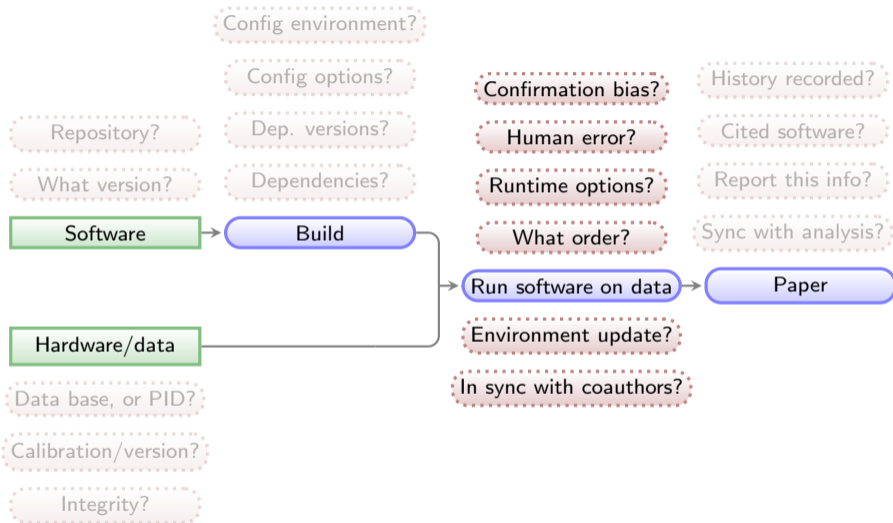 Config environment?
Config options?
Dep. versions?
Dependencies?
Repository?
What version?
Software
Build
Confirmation bias?
Human error?
Runtime options?
What order?
Run software on data
Environment update?
In sync with coauthors?
History recorded?
Cited software?
Report this info?
Sync with analysis?
Paper
Hardware/data
Data base, or PID?
Calibration/version?
Integrity?